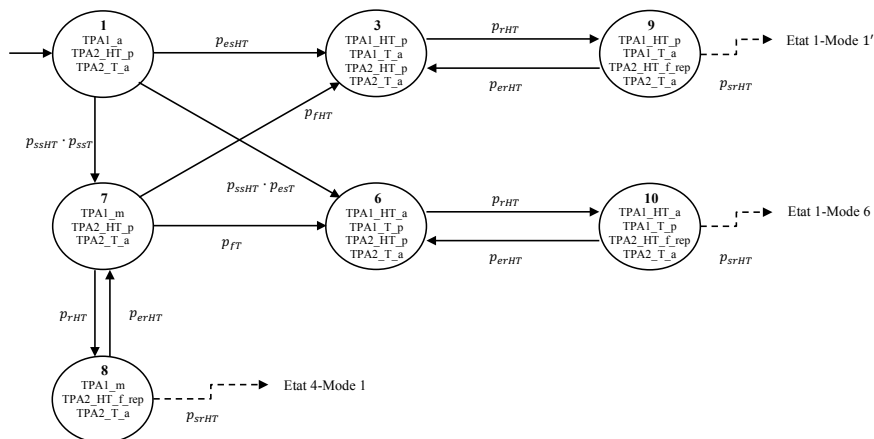 1
TPA1_a
TPA2_HT_p
TPA2_T_a
p_esHT
3
TPA1_HT_p
TPA1_T_a
TPA2_HT_p
TPA2_T_a
p_rHT
p_erHT
9
TPA1_HT_p
TPA1_T_a
TPA2_HT_f_rep
TPA2_T_a
p_srHT
Etat 1-Mode 1′
p_fHT
p_ssHT · p_ssT
p_ssHT · p_esT
7
TPA1_m
TPA2_HT_p
TPA2_T_a
p_fT
6
TPA1_HT_a
TPA1_T_p
TPA2_HT_p
TPA2_T_a
p_rHT
p_erHT
10
TPA1_HT_a
TPA1_T_p
TPA2_HT_f_rep
TPA2_T_a
p_srHT
Etat 1-Mode 6
p_rHT
p_erHT
8
TPA1_m
TPA2_HT_f_rep
TPA2_T_a
p_srHT
Etat 4-Mode 1